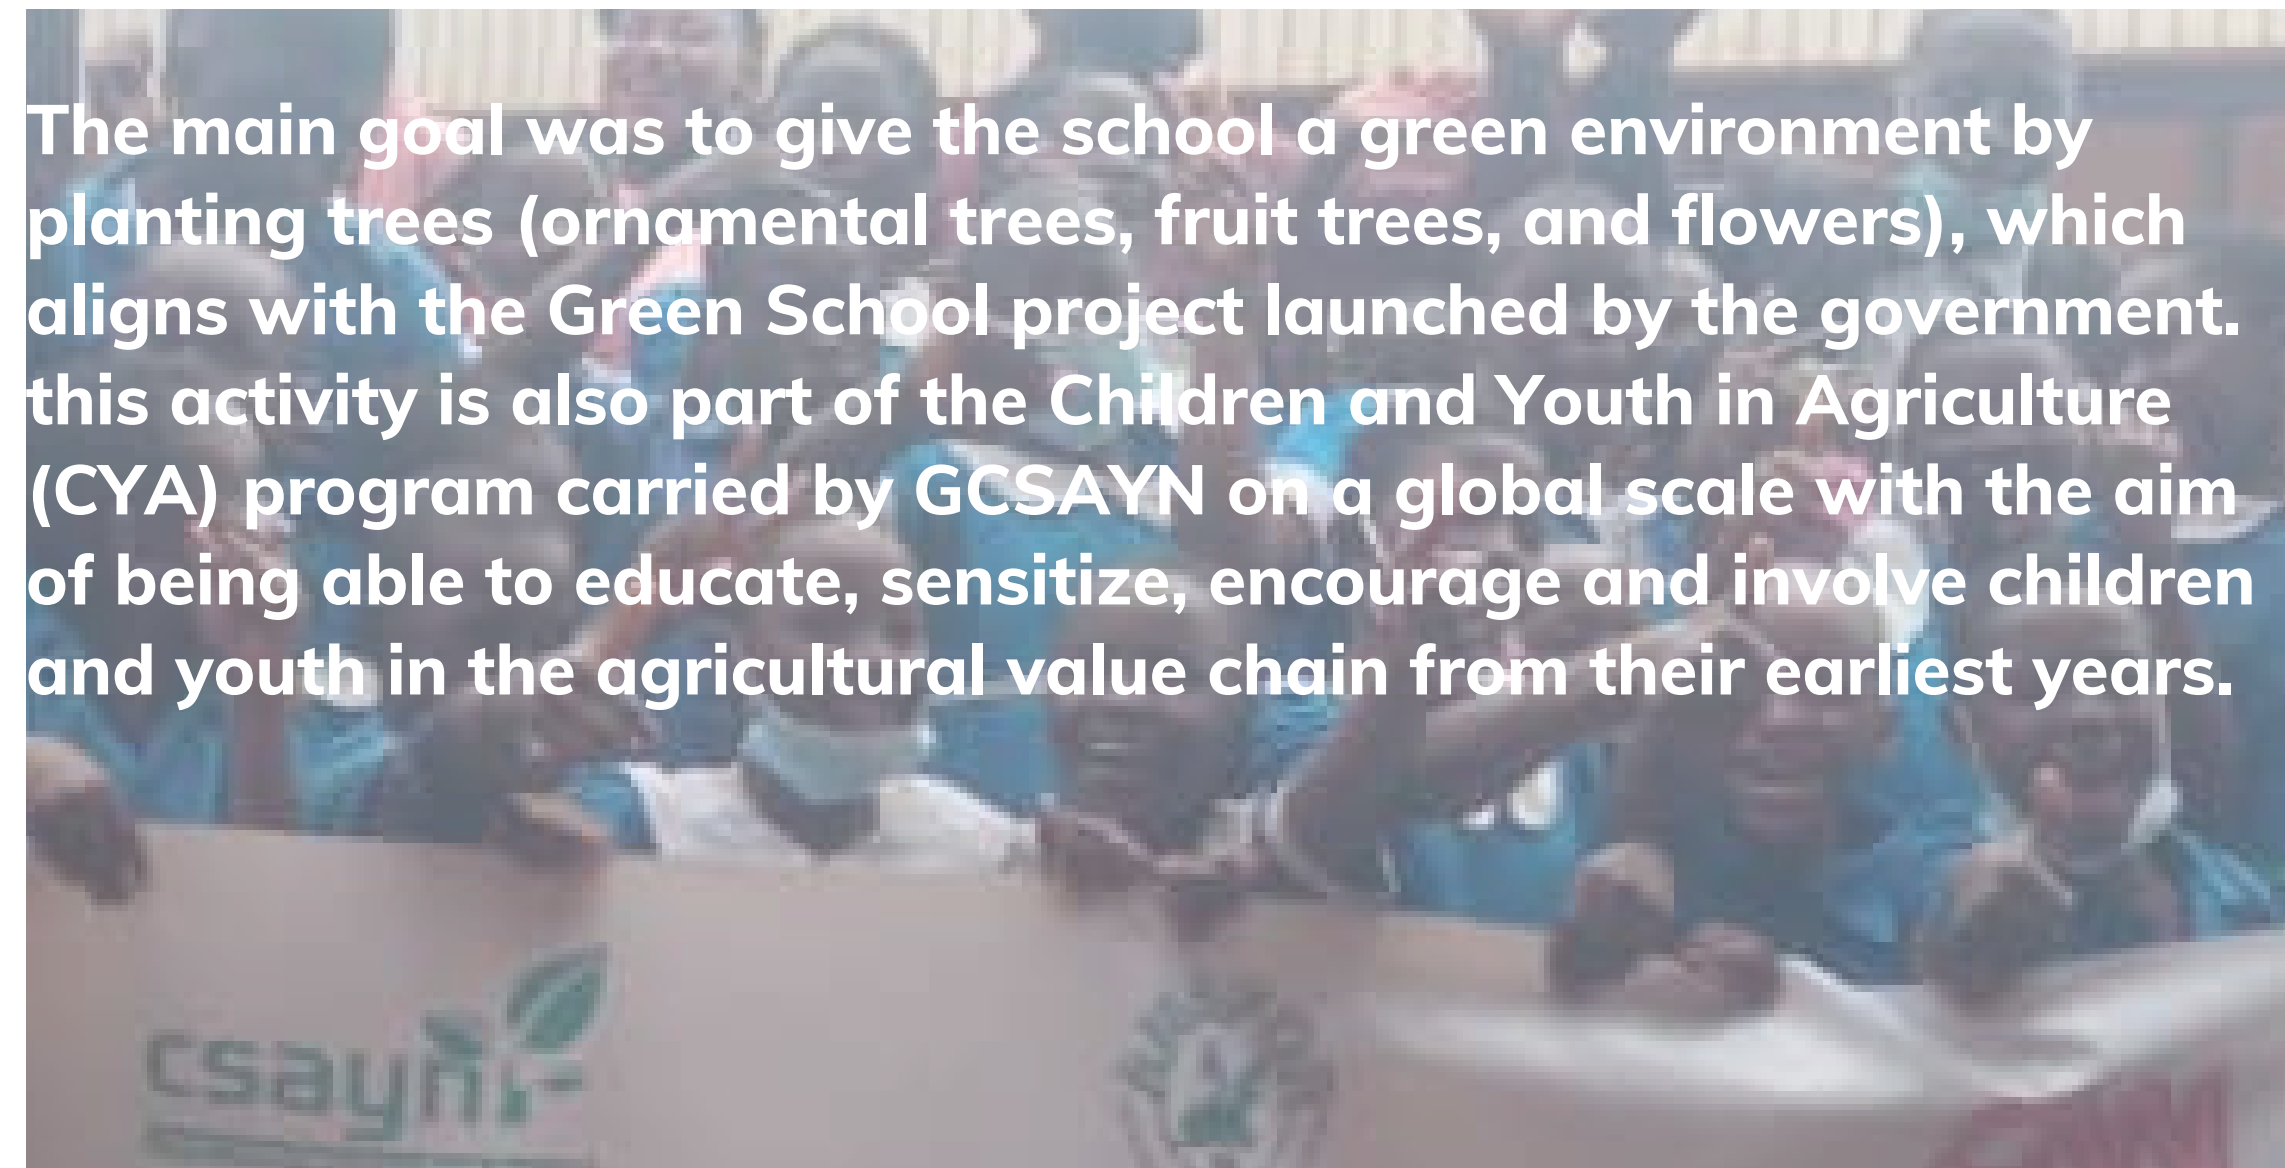 The main goal was to give the school a green environment by
planting trees (ornamental trees, fruit trees, and flowers), which
aligns with the Green School project launched by the government.
this activity is also part of the Children and Youth in Agriculture
(CYA) program carried by GCSAYN on a global scale with the aim
of being able to educate, sensitize, encourage and involve children
and youth in the agricultural value chain from their earliest years.
csayn